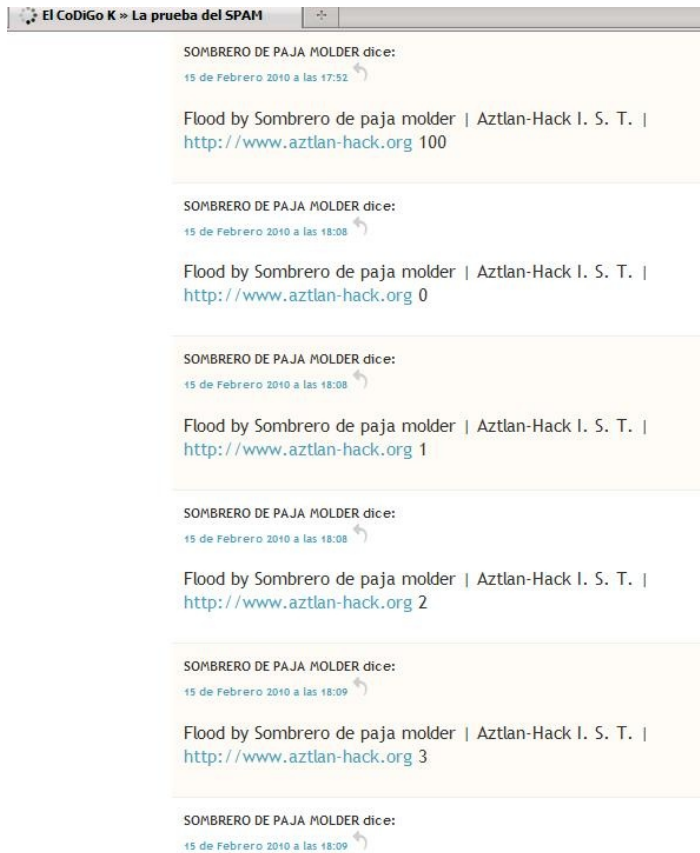 El CoDiGo K » La prueba del SPAM
SOMBRERO DE PAJA MOLDER dice:
15 de Febrero 2010 a las 17:52
Flood by Sombrero de paja molder | Aztlan-Hack I. S. T. |
http://www.aztlan-hack.org 100
SOMBRERO DE PAJA MOLDER dice:
15 de Febrero 2010 a las 18:08
Flood by Sombrero de paja molder | Aztlan-Hack I. S. T. |
http://www.aztlan-hack.org 0
SOMBRERO DE PAJA MOLDER dice:
15 de Febrero 2010 a las 18:08
Flood by Sombrero de paja molder | Aztlan-Hack I. S. T. |
http://www.aztlan-hack.org 1
SOMBRERO DE PAJA MOLDER dice:
15 de Febrero 2010 a las 18:08
Flood by Sombrero de paja molder | Aztlan-Hack I. S. T. |
http://www.aztlan-hack.org 2
SOMBRERO DE PAJA MOLDER dice:
15 de Febrero 2010 a las 18:09
Flood by Sombrero de paja molder | Aztlan-Hack I. S. T. |
http://www.aztlan-hack.org 3
SOMBRERO DE PAJA MOLDER dice:
15 de Febrero 2010 a las 18:09